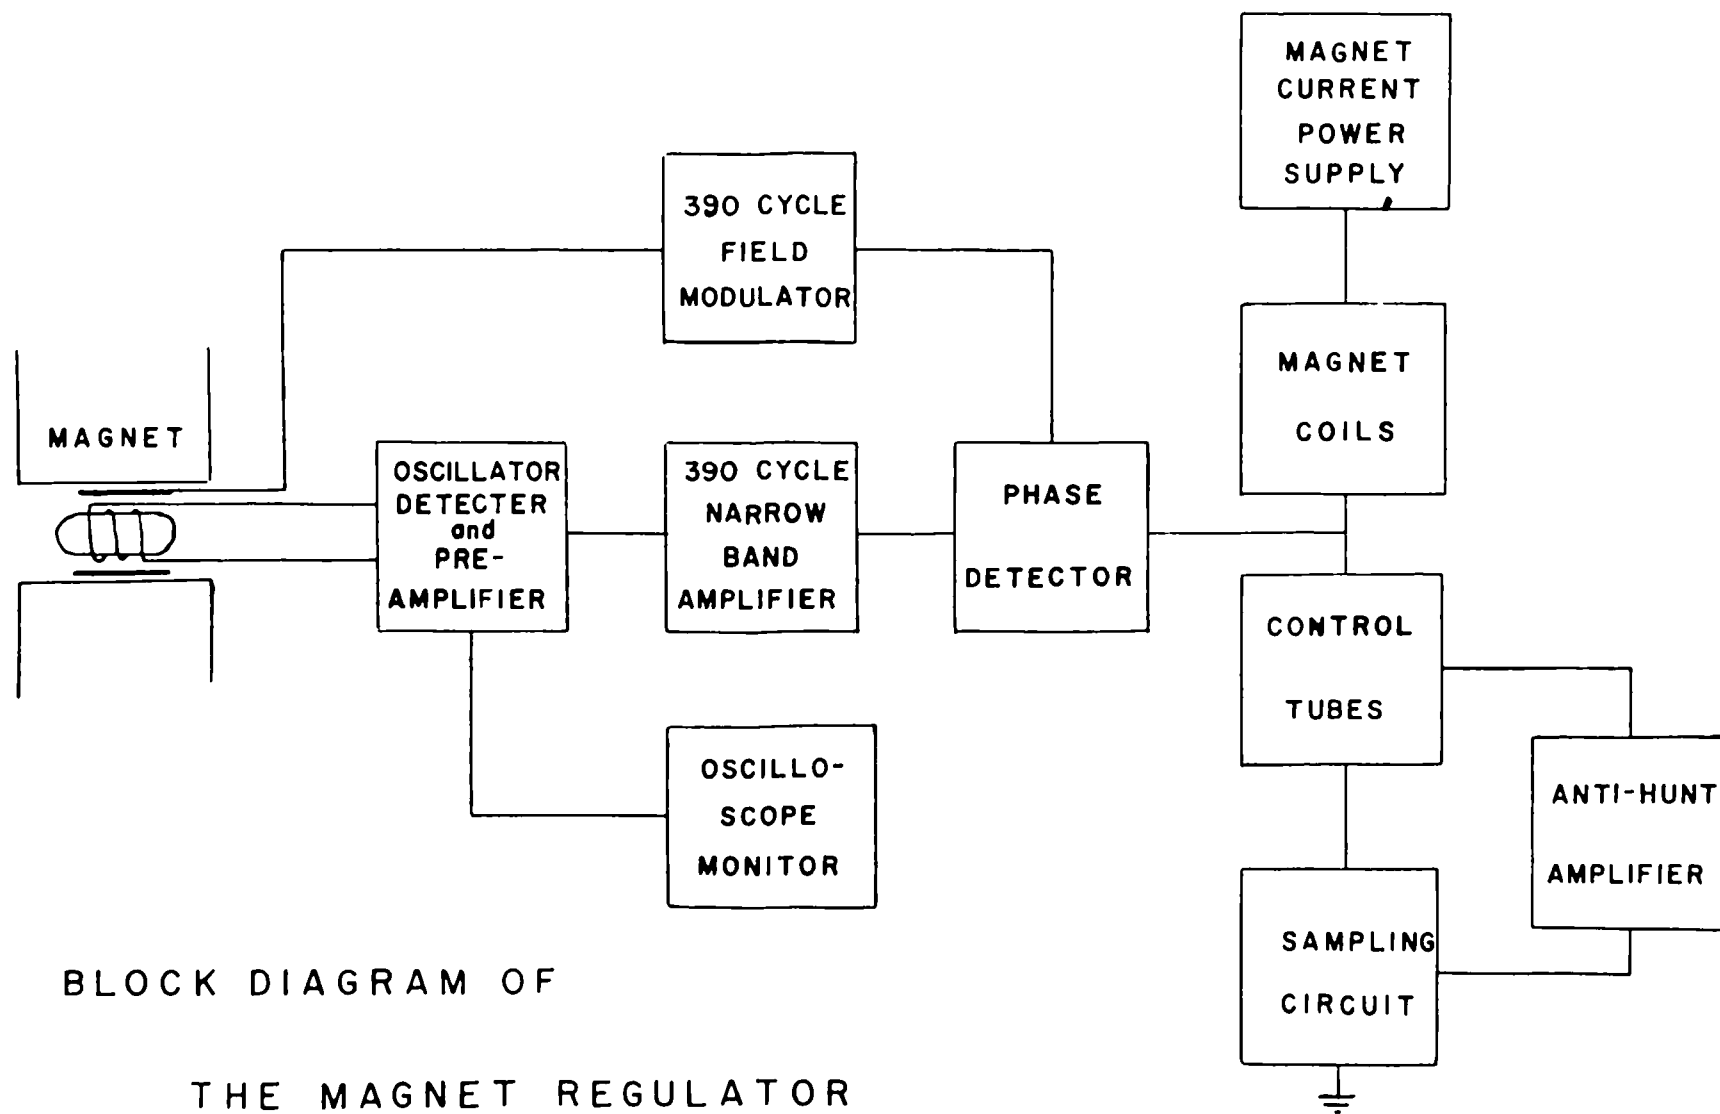 MAGNET
CURRENT
POWER
SUPPLY
390 CYCLE
FIELD
MODULATOR
MAGNET
COILS
MAGNET
OSCILLATOR
DETECTER
and
PRE-
AMPLIFIER
390 CYCLE
NARROW
BAND
AMPLIFIER
PHASE
DETECTOR
CONTROL
TUBES
OSCILLO-
SCOPE
MONITOR
ANTI-HUNT
AMPLIFIER
SAMPLING
CIRCUIT
BLOCK DIAGRAM OF
THE MAGNET REGULATOR